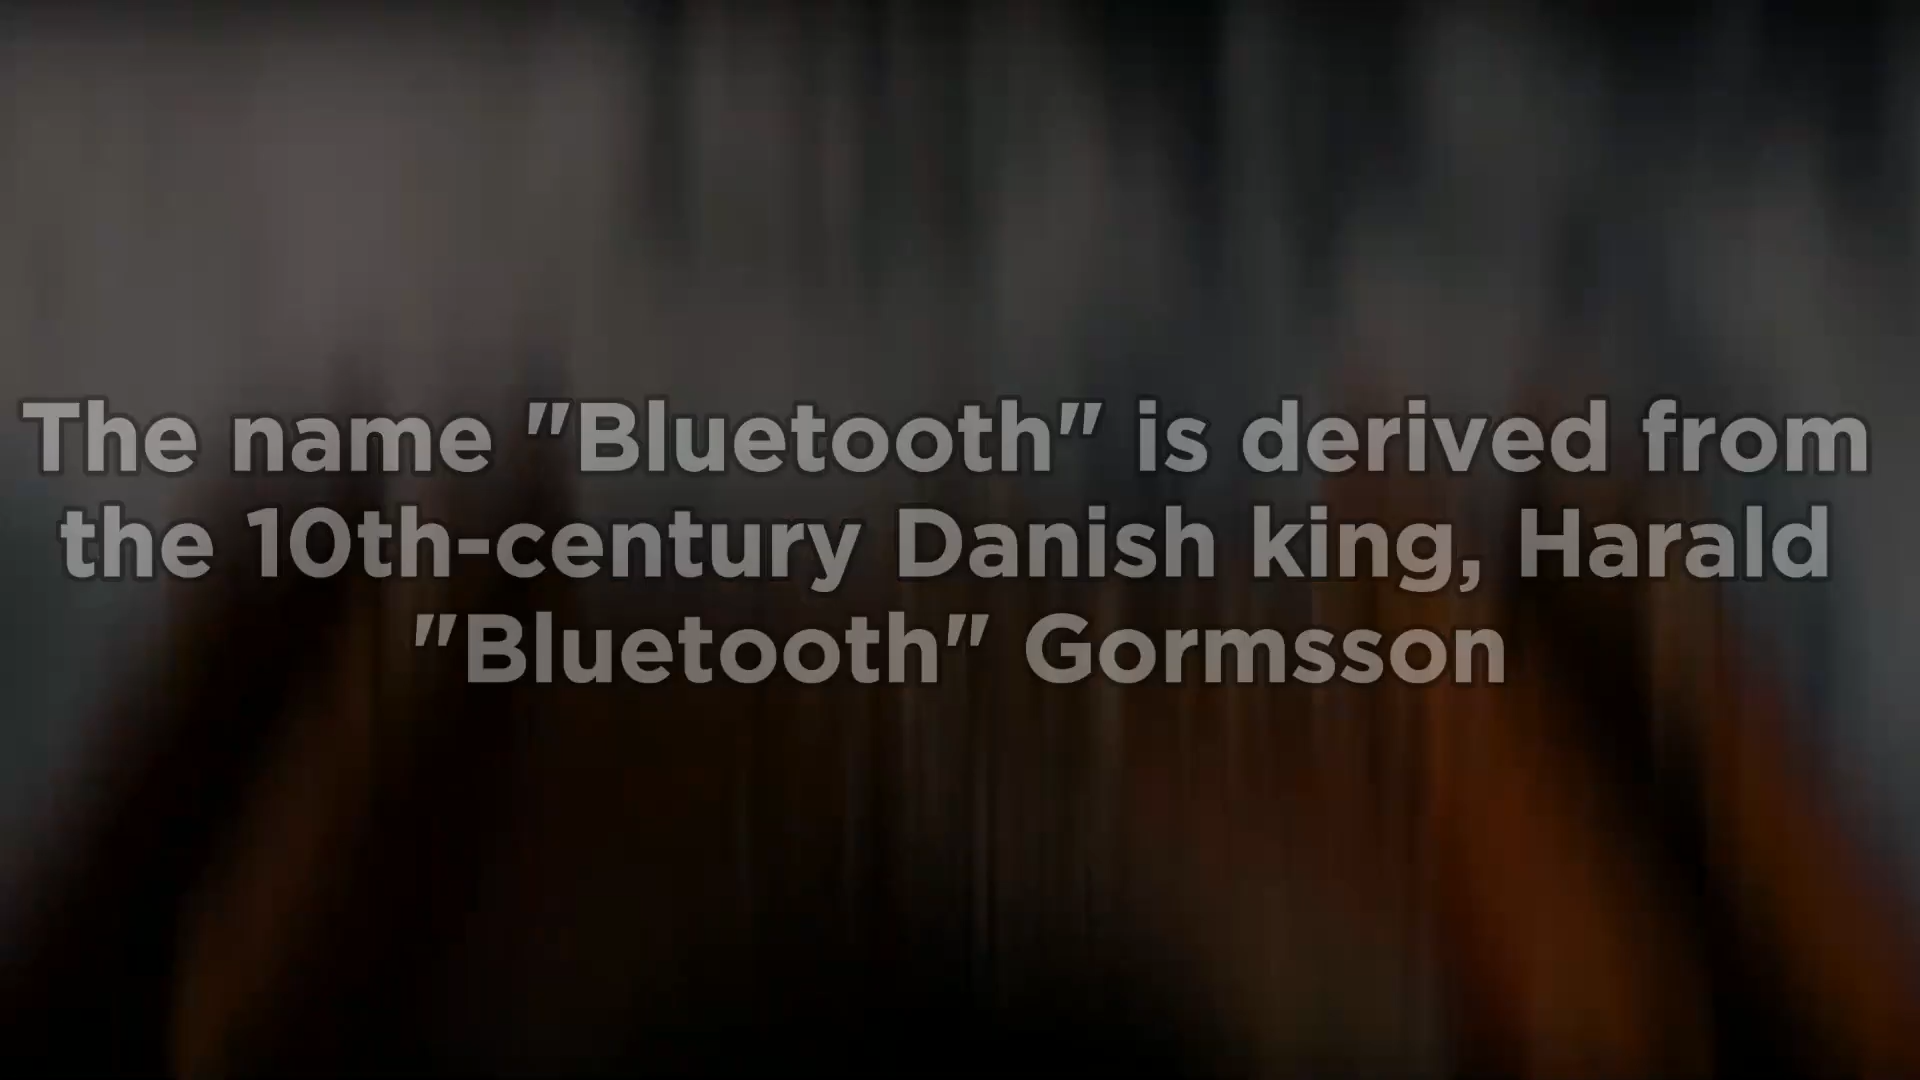 The name "Bluetooth" is derived from
the 10th-century Danish king, Harald
"Bluetooth" Gormsson